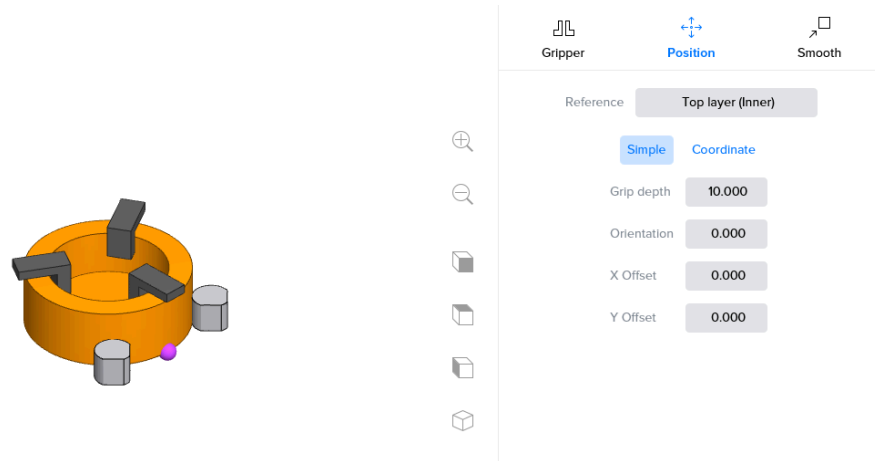 Gripper
Position
Smooth
Reference
Top layer (Inner)
Simple
Coordinate
Grip depth
10.000
Orientation
0.000
X Offset
0.000
Y Offset
0.000